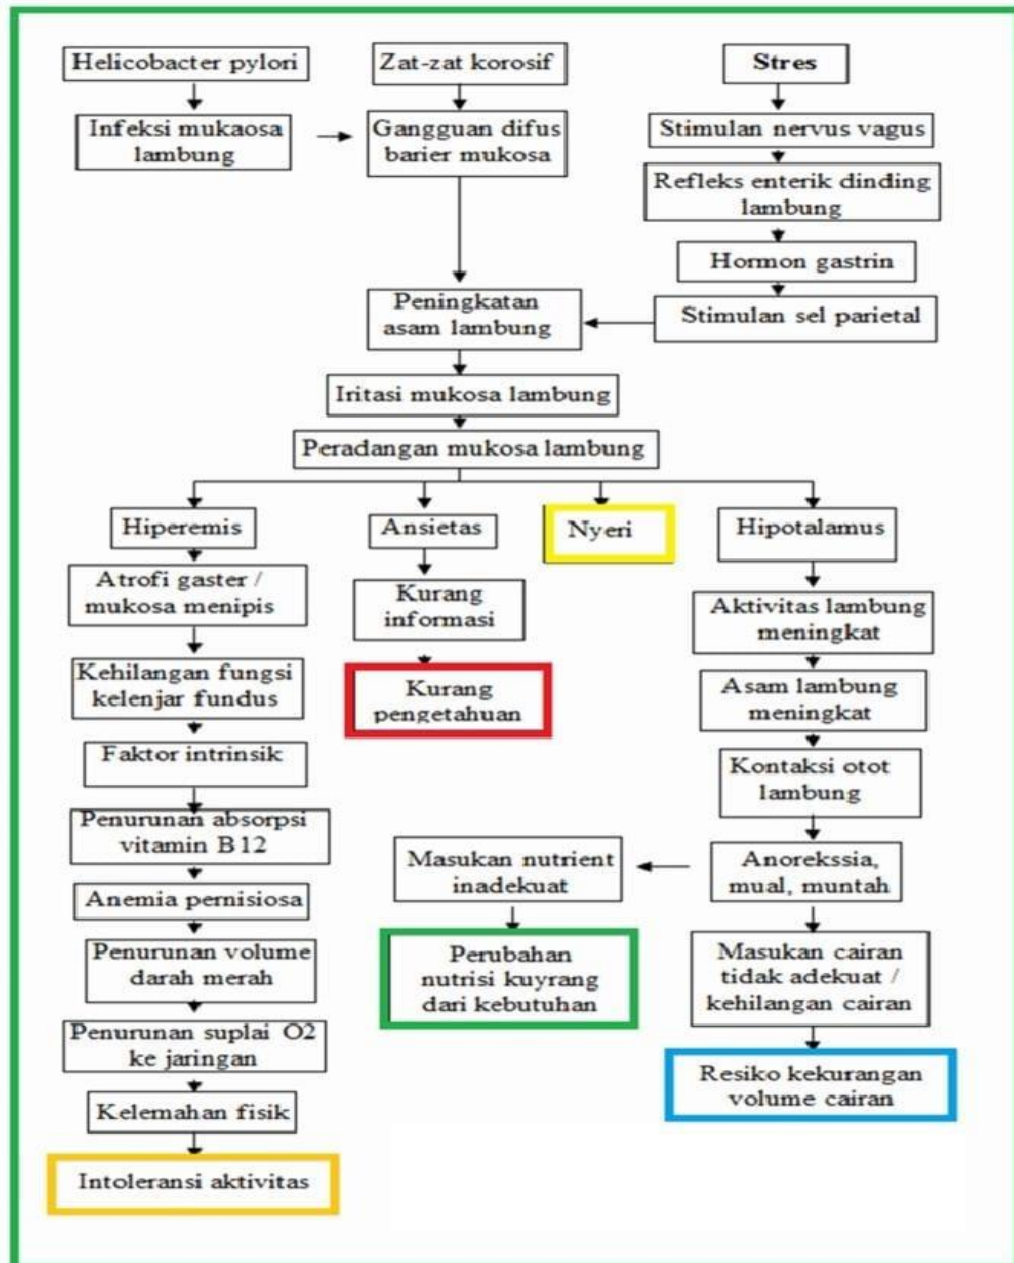 Helicobacter pylori
Zat-zat korosif
Stres
Infeksi mukaosa
lambung
Gangguan difus
barier mukosa
Stimulan nervus vagus
Refleks enterik dinding
lambung
Hormon gastrin
Peningkatan
asam lambung
Stimulan sel parietal
Iritasi mukosa lambung
Peradangan mukosa lambung
Hiperemis
Ansietas
Nyeri
Hipotalamus
Atrofi gaster /
mukosa menipis
Kurang
informasi
Aktivitas lambung
meningkat
Kehilangan fungsi
kelenjar fundus
Kurang
pengetahuan
Asam lambung
meningkat
Faktor intrinsik
Kontaksi otot
lambung
Penurunan absorpsi
vitamin B12
Masukan nutrient
inadekuat
Anorekssia,
mual, muntah
Anemia pernisiosa
Penurunan volume
darah merah
Perubahan
nutrisi kuyrang
dari kebutuhan
Masukan cairan
tidak adekuat /
kehilangan cairan
Penurunan suplai O2
ke jaringan
Resiko kekurangan
volume cairan
Kelemahan fisik
Intoleransi aktivitas